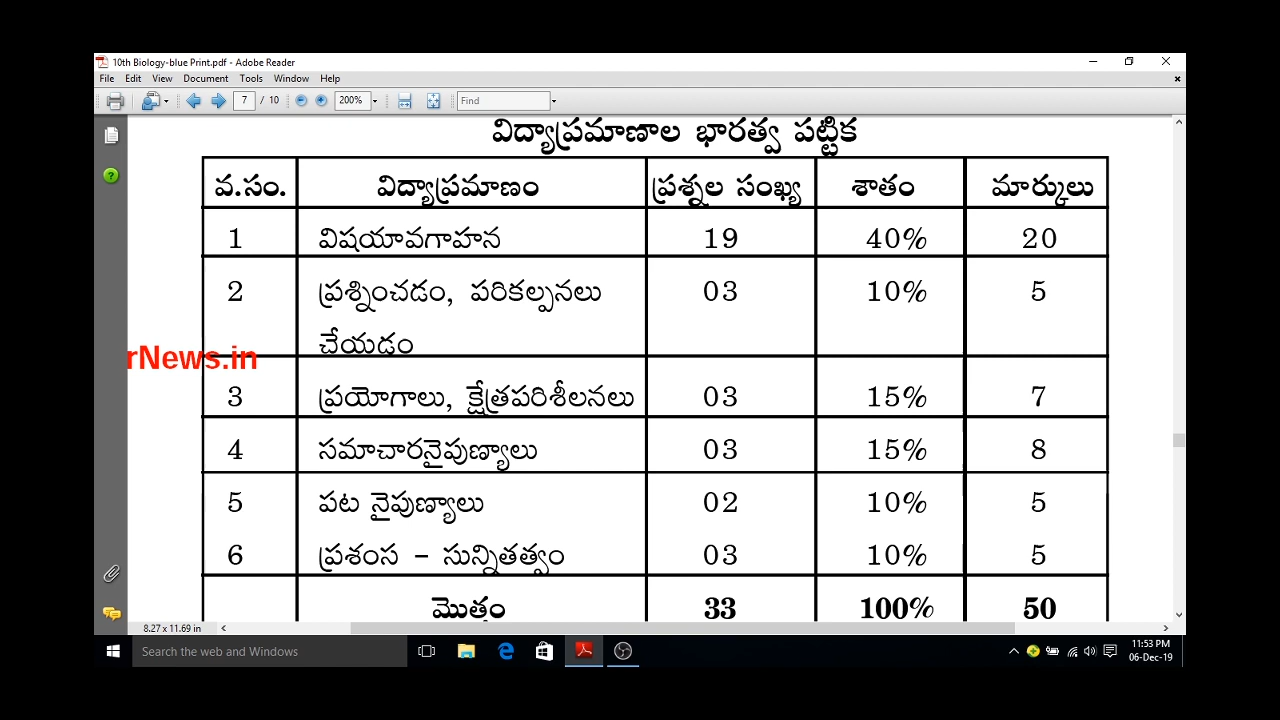 10th Biology-blue Print.pdf - Adobe Reader
File Edit View Document Tools Window Help
7 / 10 200% Find
విద్యాప్రమాణాల భారత్వ పట్టిక
వ.సం. విద్యాప్రమాణం ప్రశ్నల సంఖ్య శాతం మార్కులు
1 విషయావగాహన 19 40% 20
2 ప్రశ్నించడం, పరికల్పనలు 03 10% 5
చేయడం
rNews.in
3 ప్రయోగాలు, క్షేత్రపరిశీలనలు 03 15% 7
4 సమాచారనైపుణ్యాలు 03 15% 8
5 పట నైపుణ్యాలు 02 10% 5
6 ప్రశంస – సున్నితత్వం 03 10% 5
మొత్తం 33 100% 50
8.27 x 11.69 in
Search the web and Windows
11:53 PM
06-Dec-19